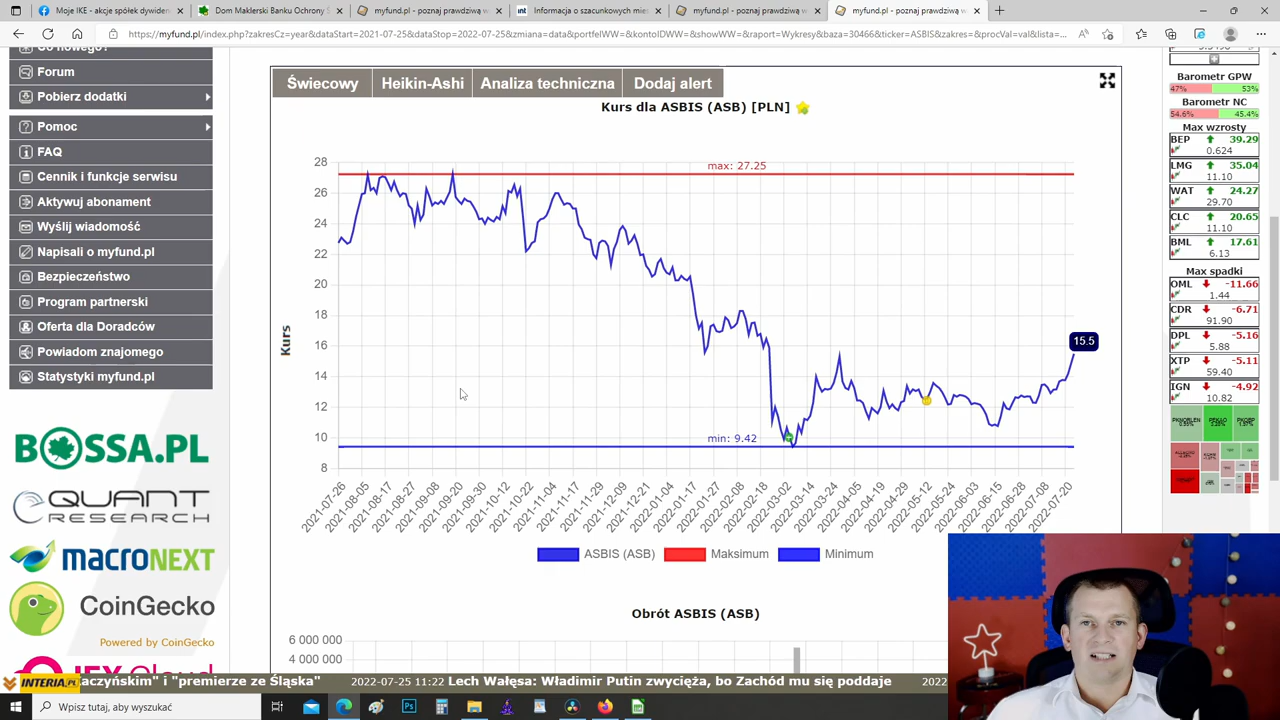 Moje IKE - akcje spółek dywiden
Dom Maklerski Banku Ochrony Ś
myfund.pl - poznaj prawdziwą w
Informacja o szacunkowych mies
myfund.pl - poznaj prawdziwą w
myfund.pl - poznaj prawdziwą w
https://myfund.pl/index.php?zakresCz=year&dataStart=2021-07-25&dataStop=2022-07-25&zmiana=data&portfelWW=&kontoIDWW=&showWW=&raport=Wykresy&baza=30466&ticker=ASBIS&zakres=&procVal=val&lista=...
Co nowego?
Forum
Pobierz dodatki
Pomoc
FAQ
Cennik i funkcje serwisu
Aktywuj abonament
Wyślij wiadomość
Napisali o myfund.pl
Bezpieczeństwo
Program partnerski
Oferta dla Doradców
Powiadom znajomego
Statystyki myfund.pl
BOSSA.PL
QUANT
RESEARCH
MACRONEXT
CoinGecko
Powered by CoinGecko
Świecowy
Heikin-Ashi
Analiza techniczna
Dodaj alert
Kurs dla ASBIS (ASB) [PLN]
28
26
24
22
20
18
16
14
12
10
8
Kurs
max: 27.25
min: 9.42
15.5
2021-07-26
2021-08-05
2021-08-17
2021-08-27
2021-09-08
2021-09-20
2021-09-30
2021-10-12
2021-10-22
2021-11-04
2021-11-17
2021-11-29
2021-12-09
2021-12-21
2022-01-04
2022-01-17
2022-01-27
2022-02-08
2022-02-18
2022-03-02
2022-03-14
2022-03-24
2022-04-05
2022-04-19
2022-04-29
2022-05-12
2022-05-24
2022-06-03
2022-06-15
2022-06-28
2022-07-08
2022-07-20
ASBIS (ASB)
Maksimum
Minimum
Obrót ASBIS (ASB)
6 000 000
4 000 000
Barometr GPW
47% 53%
Barometr NC
54.6% 45.4%
Max wzrosty
BEP 39.29
0.624
LMG 35.04
11.10
WAT 24.27
29.70
CLC 20.65
11.10
BML 17.61
6.13
Max spadki
OML -11.66
1.44
CDR -6.71
91.90
DPL -5.16
5.88
XTP -5.11
59.40
IGN -4.92
10.82
INTERIA.PL
aczyńskim" i "premierze ze Śląska"
2022-07-25 11:22 Lech Wałęsa: Władimir Putin zwycięża, bo Zachód mu się poddaje
2022
Wpisz tutaj, aby wyszukać